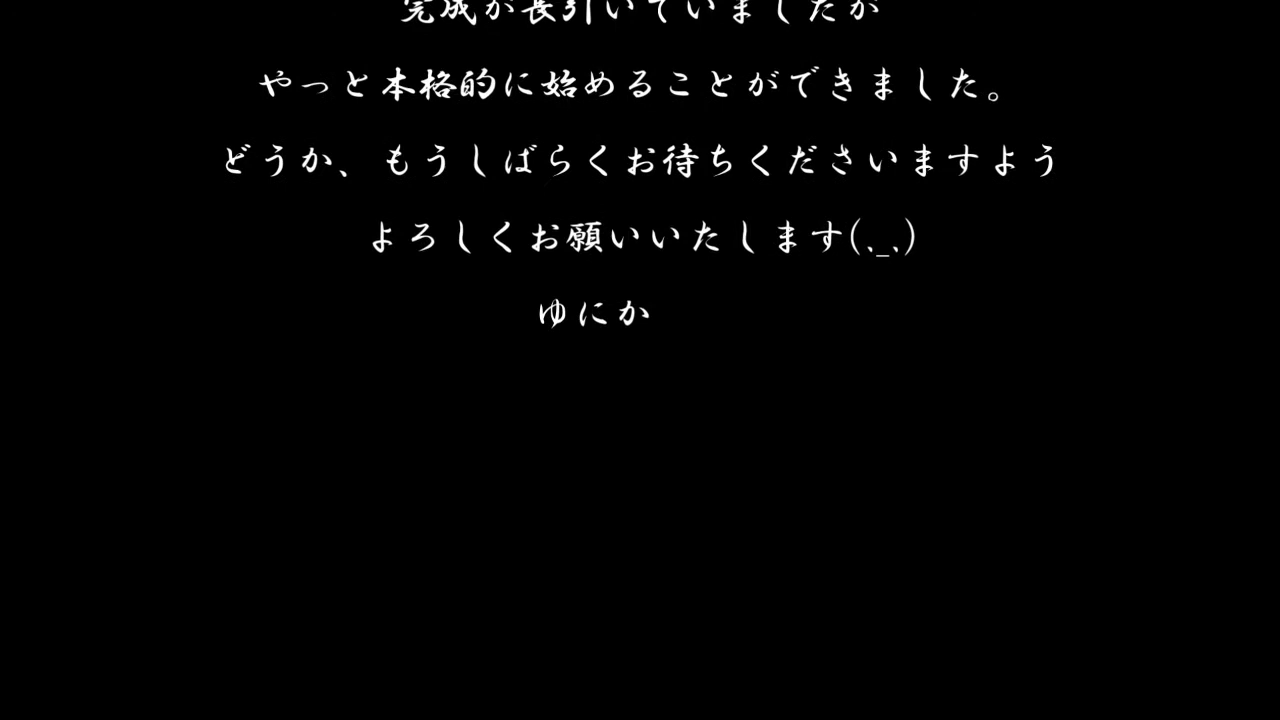 完成が長引いていましたが
やっと本格的に始めることができました。
どうか、もうしばらくお待ちくださいますよう
よろしくお願いいたします(._.)
ゆにか